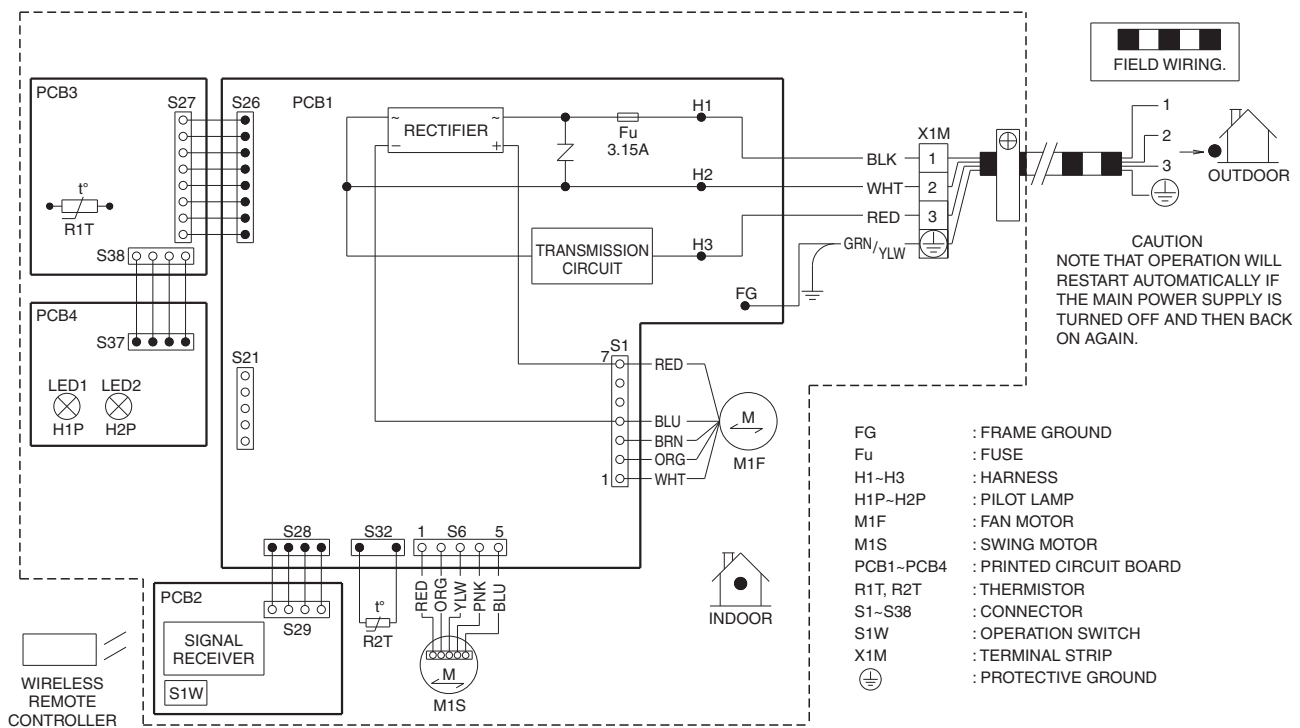 FIELD WIRING.
PCB3
S27
S26
PCB1
RECTIFIER
~
~
−
+
Fu
3.15A
H1
H2
H3
X1M
BLK
1
WHT
2
RED
3
GRN/YLW
1
2
3
OUTDOOR
t°
R1T
S38
TRANSMISSION
CIRCUIT
FG
CAUTION
NOTE THAT OPERATION WILL
RESTART AUTOMATICALLY IF
THE MAIN POWER SUPPLY IS
TURNED OFF AND THEN BACK
ON AGAIN.
PCB4
S37
LED1 LED2
H1P H2P
S21
S1
7
RED
BLU
BRN
ORG
1
WHT
M
M1F
S28
S32
1 S6 5
RED
ORG
YLW
PNK
BLU
M
M1S
t°
R2T
PCB2
S29
SIGNAL
RECEIVER
S1W
WIRELESS
REMOTE
CONTROLLER
INDOOR
FG : FRAME GROUND
Fu : FUSE
H1~H3 : HARNESS
H1P~H2P : PILOT LAMP
M1F : FAN MOTOR
M1S : SWING MOTOR
PCB1~PCB4 : PRINTED CIRCUIT BOARD
R1T, R2T : THERMISTOR
S1~S38 : CONNECTOR
S1W : OPERATION SWITCH
X1M : TERMINAL STRIP
: PROTECTIVE GROUND